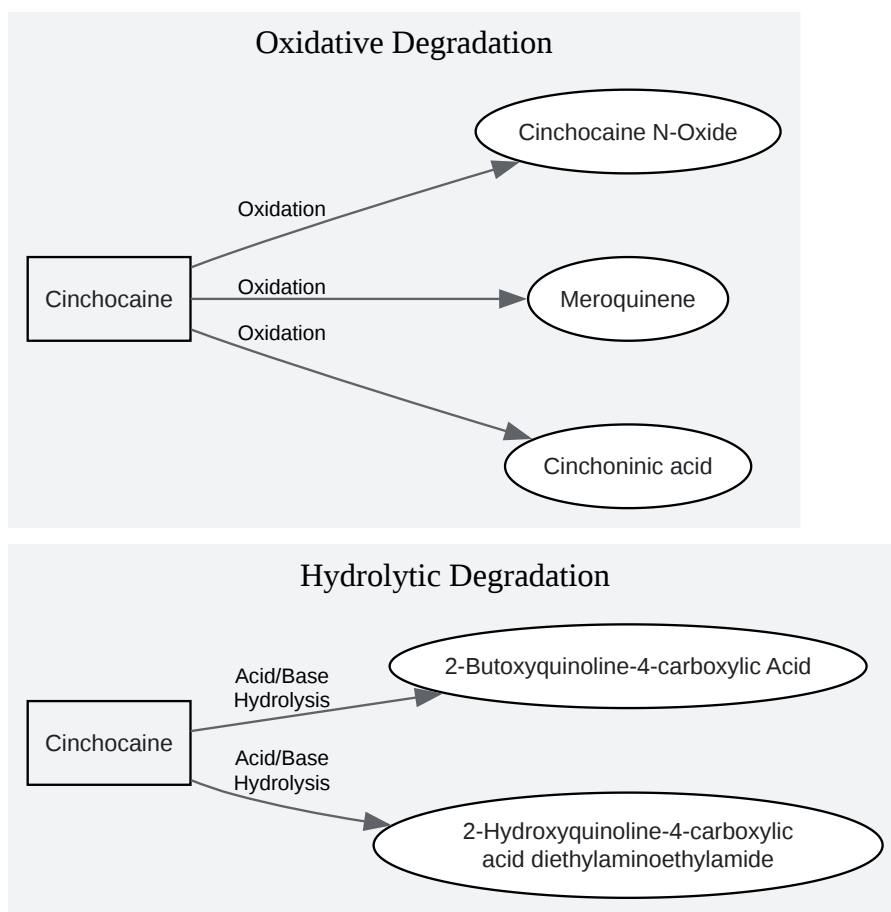 Oxidative Degradation
Cinchocaine N-Oxide
Oxidation
Cinchocaine
Oxidation
Meroquinene
Oxidation
Cinchoninic acid
Hydrolytic Degradation
2-Butoxyquinoline-4-carboxylic Acid
Acid/Base
Hydrolysis
Cinchocaine
Acid/Base
Hydrolysis
2-Hydroxyquinoline-4-carboxylic
acid diethylaminoethylamide